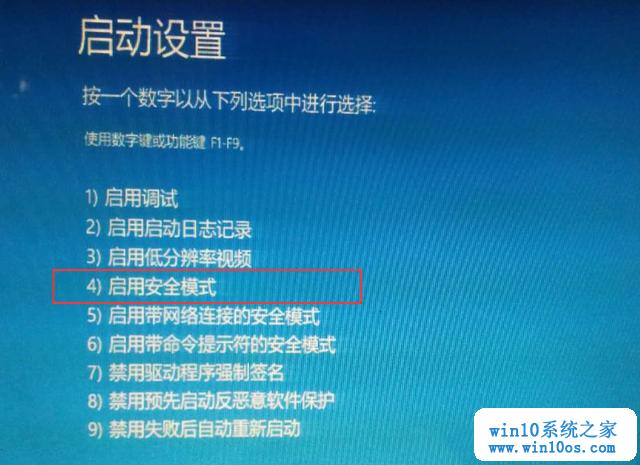 启动设置
按一个数字以从下列选项中进行选择:
使用数字键或功能键 F1-F9。
1) 启用调试
2) 启用启动日志记录
3) 启用低分辨率视频
4) 启用安全模式
5) 启用带网络连接的安全模式
6) 启用带命令提示符的安全模式
7) 禁用驱动程序强制签名
8) 禁用预先启动反恶意软件保护
9) 禁用失败后自动重新启动
win10系统之家
www.win10os.com